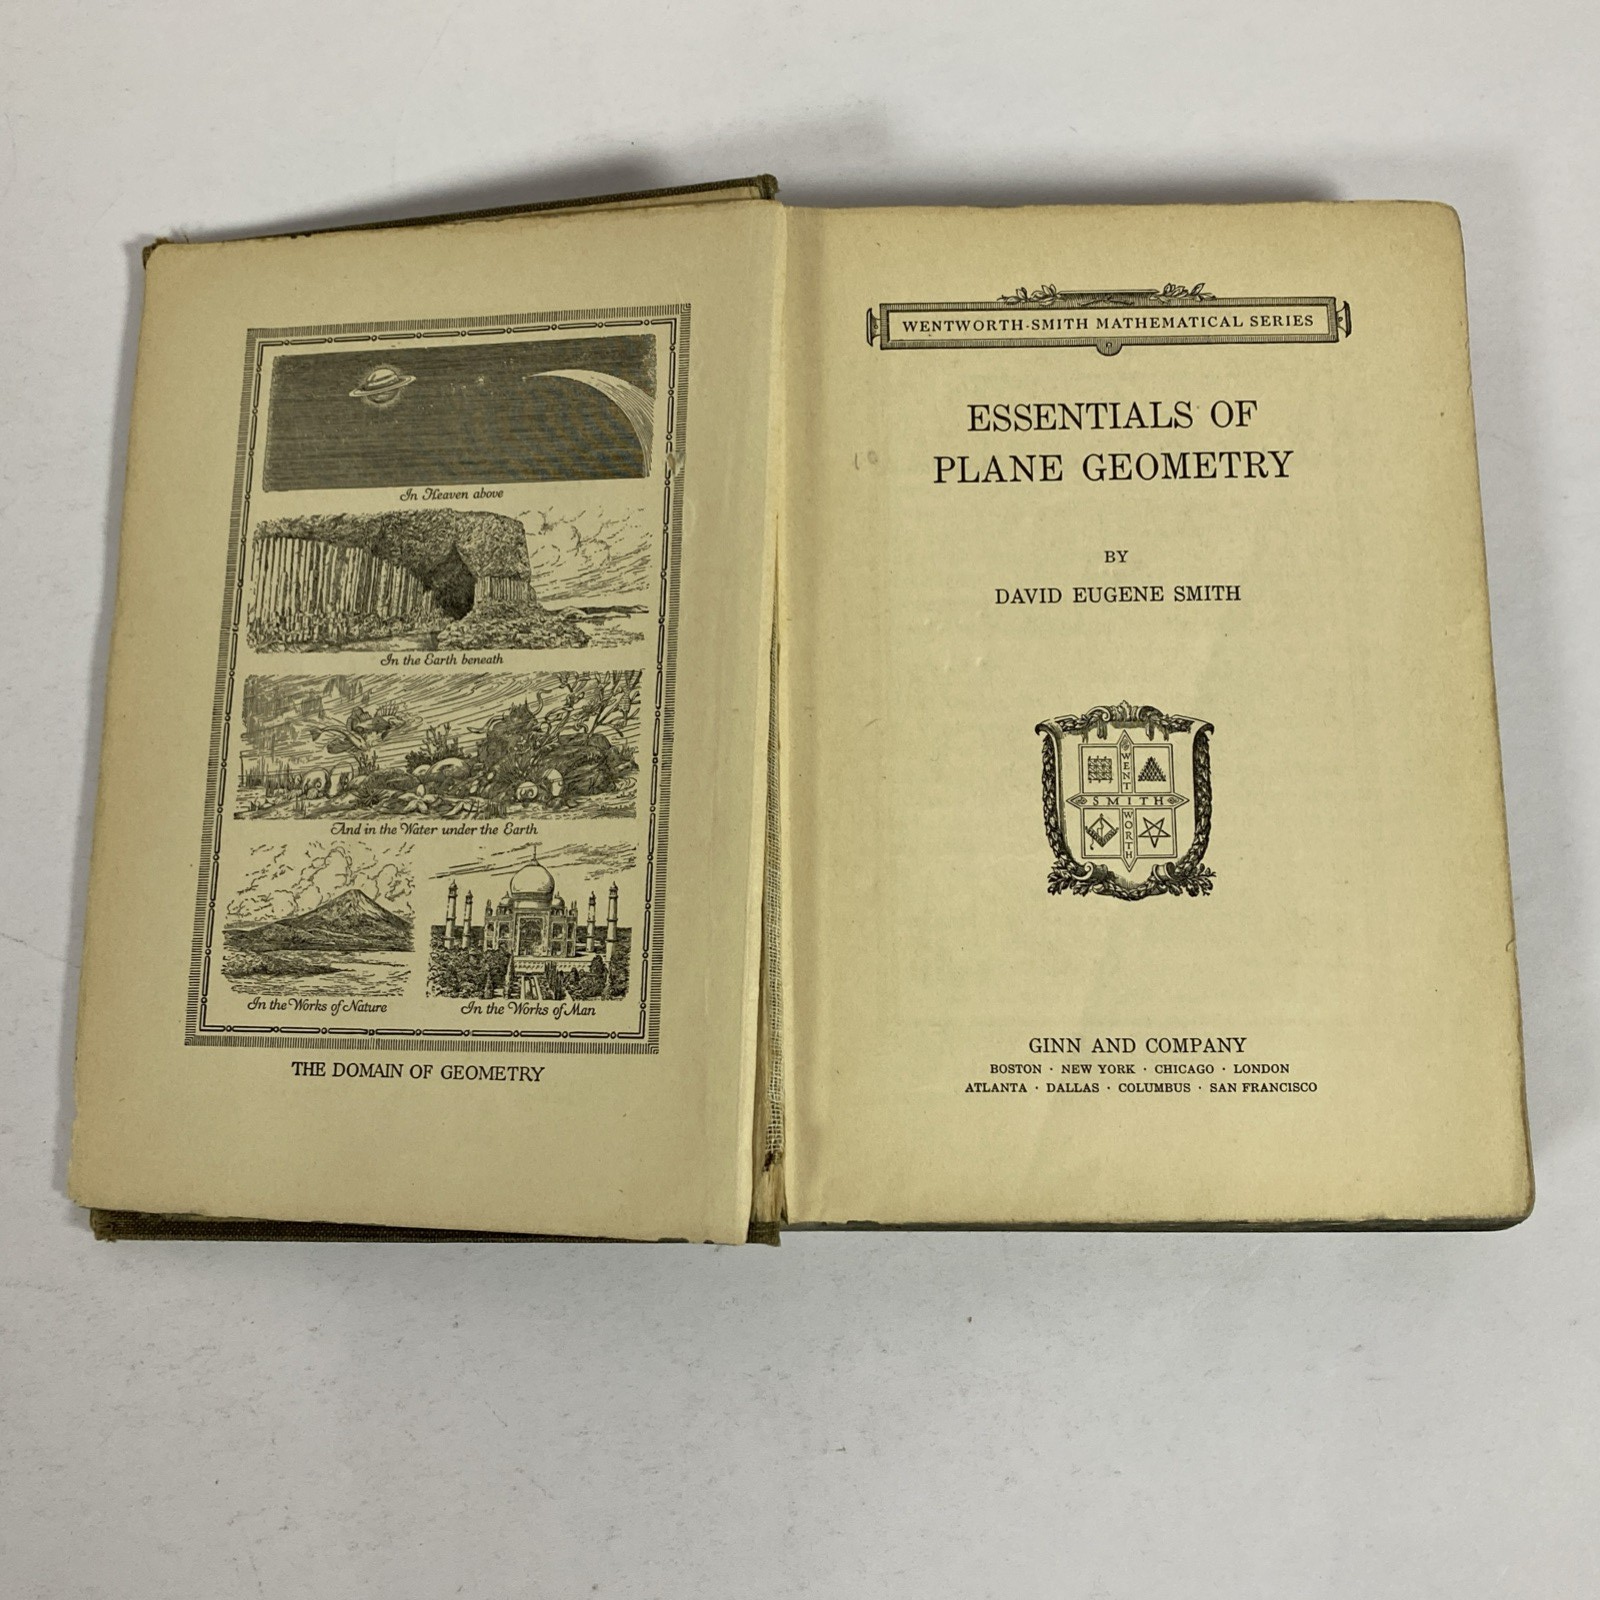 In Heaven above
In the Earth beneath
And in the Water under the Earth
In the Works of Nature
In the Works of Man
THE DOMAIN OF GEOMETRY
WENTWORTH-SMITH MATHEMATICAL SERIES
ESSENTIALS OF
PLANE GEOMETRY
10
BY
DAVID EUGENE SMITH
WENT
SMITH
WORTH
GINN AND COMPANY
BOSTON · NEW YORK · CHICAGO · LONDON
ATLANTA · DALLAS · COLUMBUS · SAN FRANCISCO